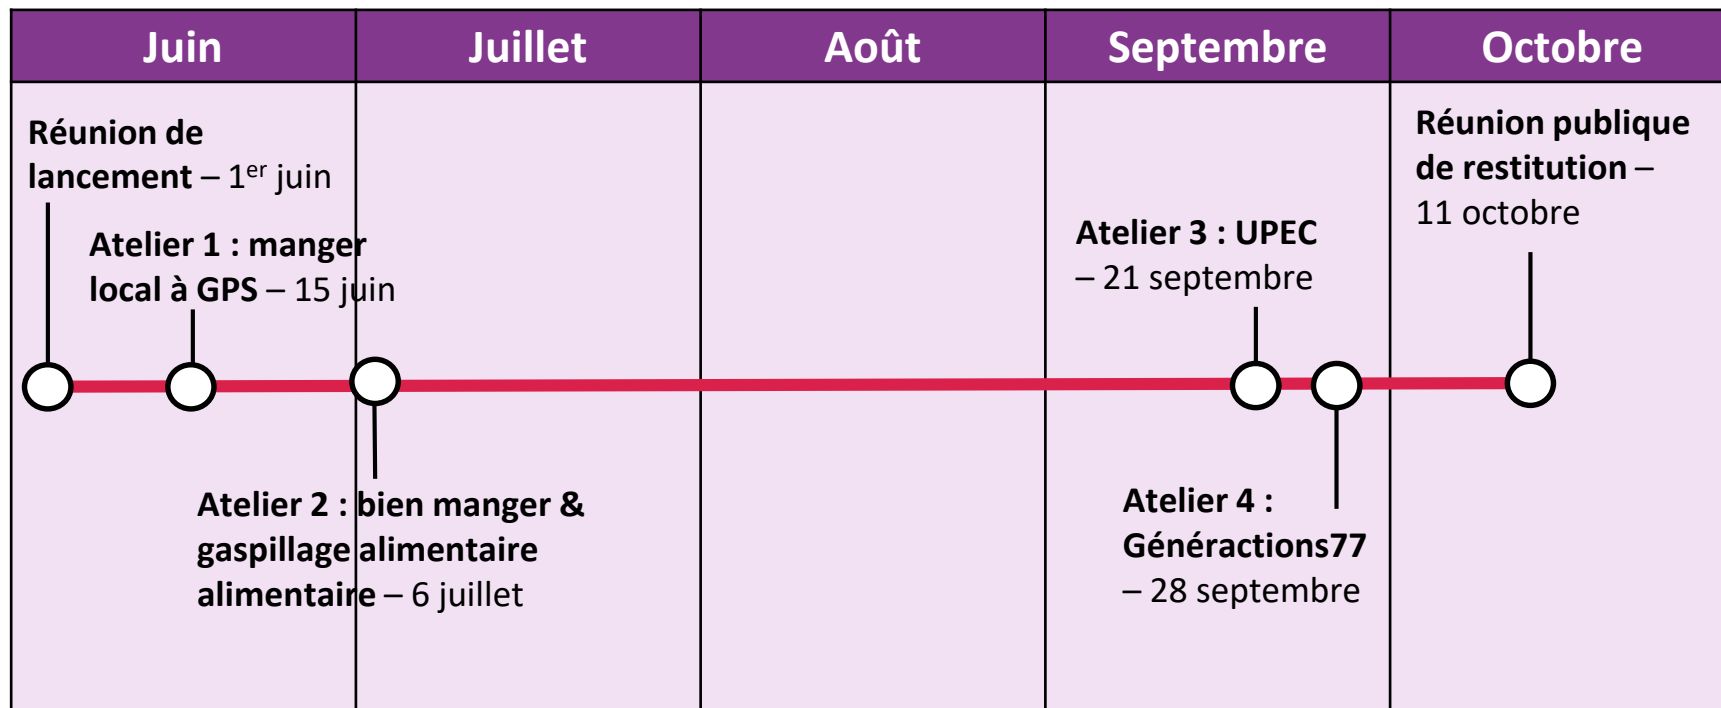 Juin
Juillet
Août
Septembre
Octobre
Réunion de
lancement – 1er juin
Atelier 1 : manger
local à GPS – 15 juin
Atelier 2 : bien manger &
gaspillage alimentaire
alimentaire – 6 juillet
Atelier 3 : UPEC
– 21 septembre
Atelier 4 :
Généractions77
– 28 septembre
Réunion publique
de restitution –
11 octobre